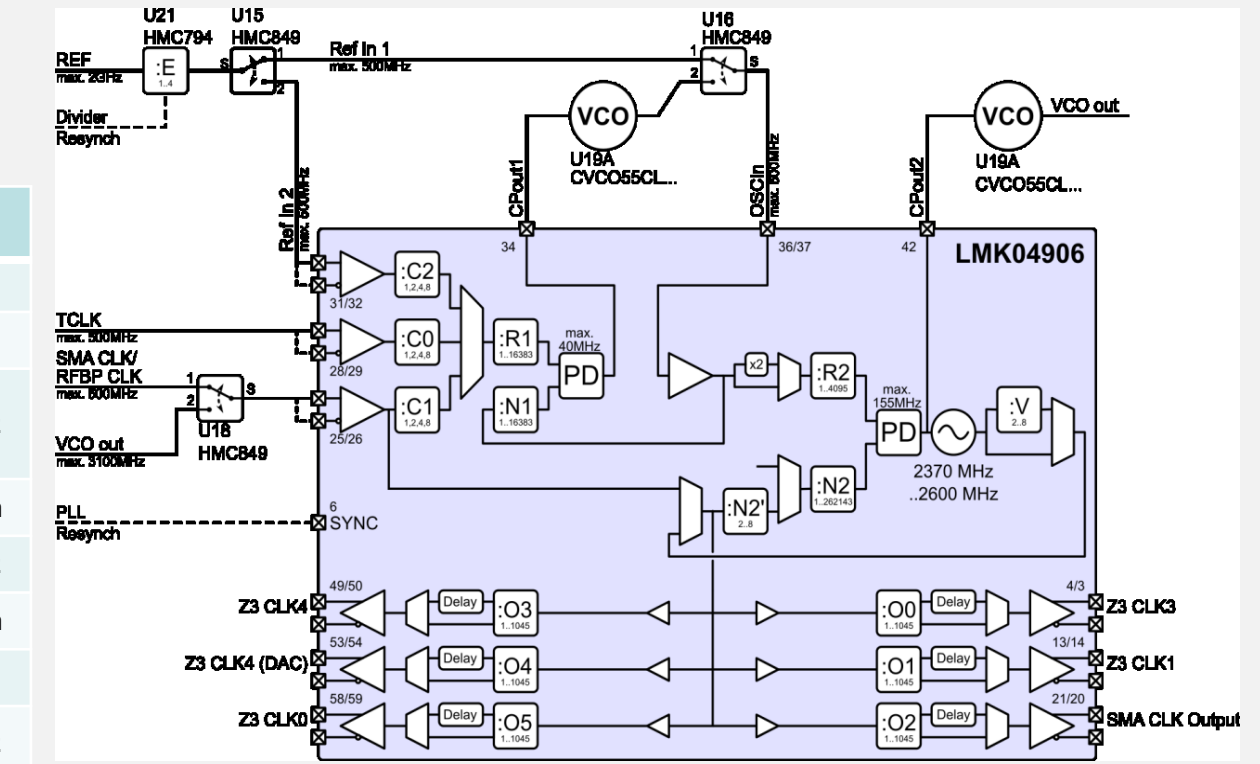 U21
HMC794
U15
HMC849
U16
HMC849
REF
max. 2GHz
:E
1..4
S
1
2
Ref In 1
max. 500MHz
1
2
S
Divider
Resynch
VCO
U19A
CVCO55CL...
VCO
VCO out
U19A
CVCO55CL...
Ref In 2
max. 500MHz
CPout1
OSCin
max. 500MHz
CPout2
34
36/37
42
LMK04906
31/32
:C2
1,2,4,8
TCLK
max. 500MHz
28/29
:C0
1,2,4,8
:R1
1..16383
max.
40MHz
PD
x2
:R2
1..4095
SMA CLK/
RFBP CLK
max. 500MHz
1
2
S
U18
HMC849
25/26
:C1
1,2,4,8
:N1
1..16383
max.
155MHz
PD
:V
2..8
2370 MHz
..2600 MHz
VCO out
max. 3100MHz
:N2'
2..8
:N2
1..262143
PLL
Resynch
6
SYNC
49/50
Z3 CLK4
Delay
:O3
1..1045
:O0
1..1045
Delay
4/3
Z3 CLK3
53/54
Z3 CLK4 (DAC)
Delay
:O4
1..1045
:O1
1..1045
Delay
13/14
Z3 CLK1
58/59
Z3 CLK0
Delay
:O5
1..1045
:O2
1..1045
Delay
21/20
SMA CLK Output